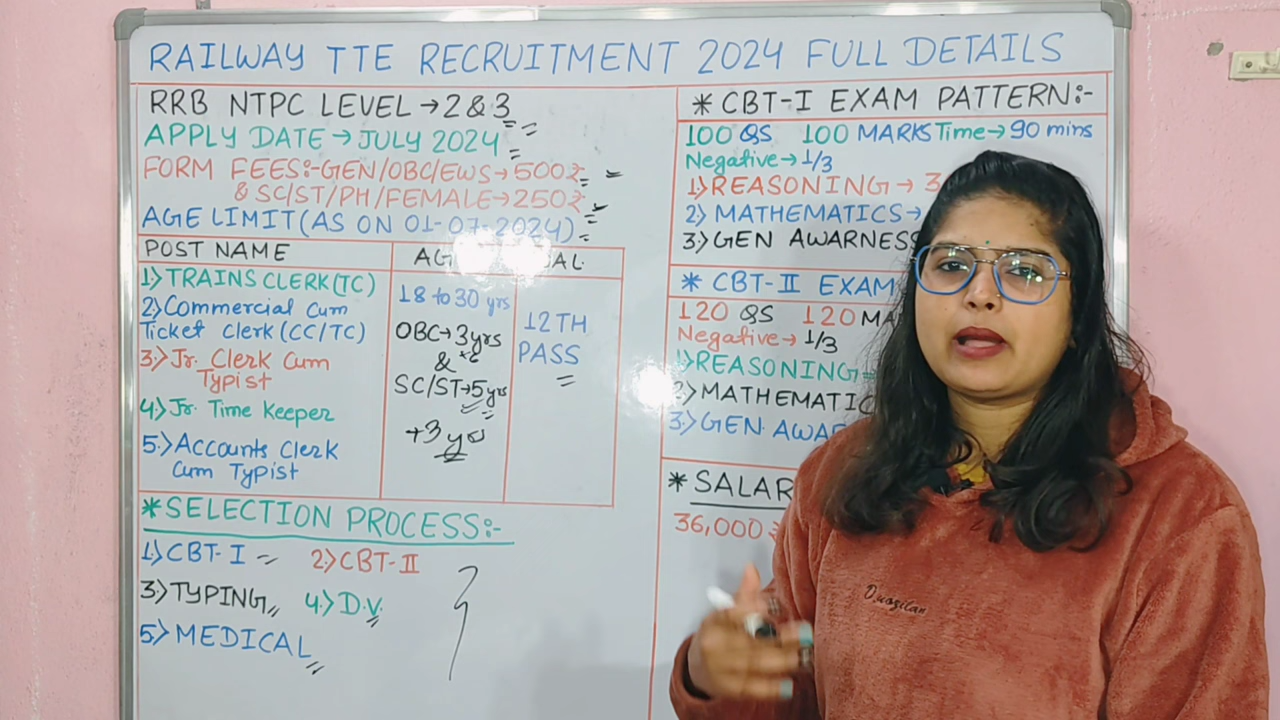 RAILWAY TTE RECRUITMENT 2024 FULL DETAILS
RRB NTPC LEVEL → 2 & 3
APPLY DATE → JULY 2024
FORM FEES:- GEN/OBC/EWS → 500₹
& SC/ST/PH/FEMALE → 250₹
AGE LIMIT (AS ON 01-07-2024)
POST NAME
1) TRAINS CLERK (TC)
2) Commercial Cum
Ticket Clerk (CC/TC)
3) Jr. Clerk Cum
Typist
4) Jr. Time Keeper
5) Accounts Clerk
Cum Typist
18 to 30 yrs
OBC → 3 yrs
&
SC/ST → 5 yrs
+3 yrs
12TH
PASS
* SELECTION PROCESS:-
1) CBT-I 2) CBT-II
3) TYPING 4) D.V.
5) MEDICAL
* CBT-I EXAM PATTERN:-
100 QS 100 MARKS Time → 90 mins
Negative → 1/3
1) REASONING → 3
2) MATHEMATICS →
3) GEN AWARNESS
* CBT-II EXAM
120 QS 120
Negative → 1/3
1) REASONING
2) MATHEMATIC
3) GEN.
* SALAR
36,000 ₹